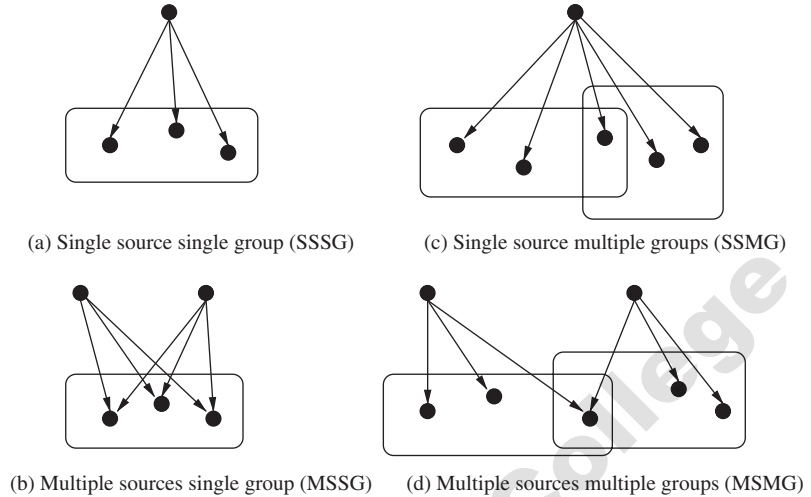 (a) Single source single group (SSSG)
(c) Single source multiple groups (SSMG)
(b) Multiple sources single group (MSSG)
(d) Multiple sources multiple groups (MSMG)
College